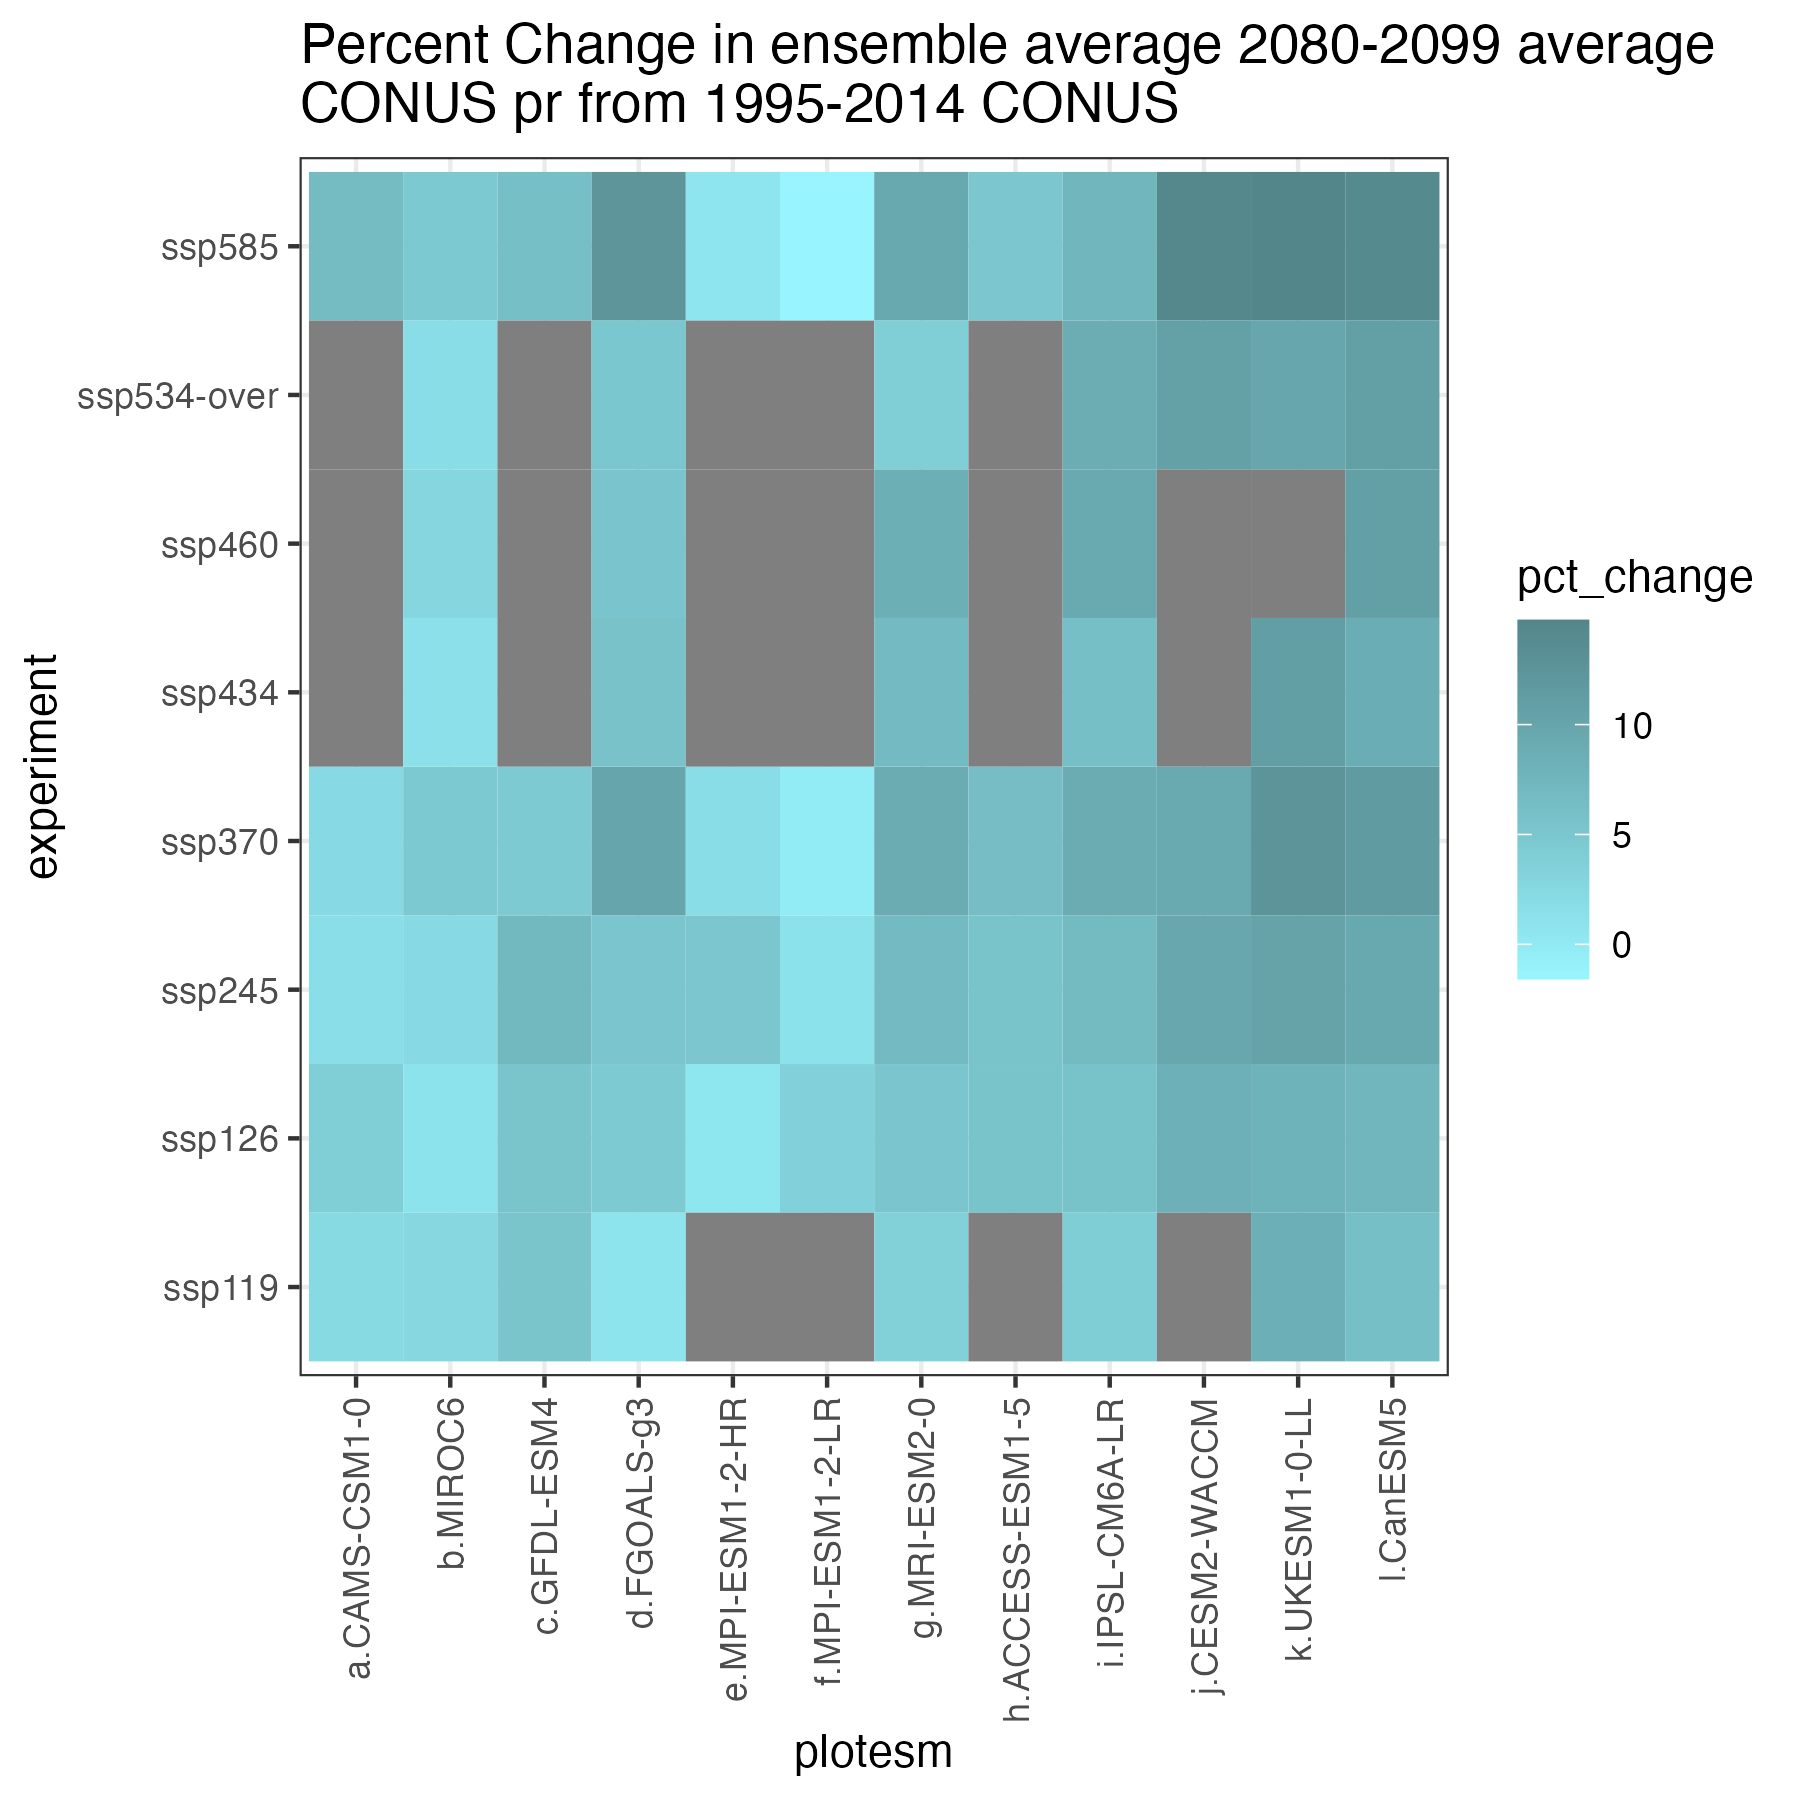 Percent Change in ensemble average 2080-2099 average
CONUS pr from 1995-2014 CONUS
experiment
ssp585
ssp534-over
ssp460
ssp434
ssp370
ssp245
ssp126
ssp119
a.CAMS-CSM1-0
b.MIROC6
c.GFDL-ESM4
d.FGOALS-g3
e.MPI-ESM1-2-HR
f.MPI-ESM1-2-LR
g.MRI-ESM2-0
h.ACCESS-ESM1-5
i.IPSL-CM6A-LR
j.CESM2-WACCM
k.UKESM1-0-LL
l.CanESM5
plotesm
pct_change
10
5
0